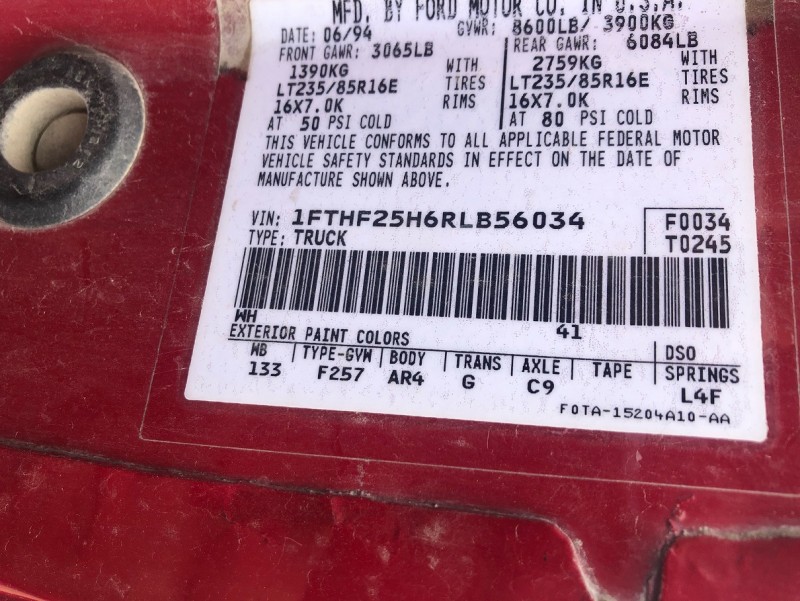 MFD. BY FORD MOTOR CO. IN U.S.A.
DATE: 06/94 GVWR: 8600LB/ 3900KG
FRONT GAWR: 3065LB REAR GAWR: 6084LB
1390KG WITH 2759KG WITH
LT235/85R16E TIRES LT235/85R16E TIRES
16X7.0K RIMS 16X7.0K RIMS
AT 50 PSI COLD AT 80 PSI COLD
THIS VEHICLE CONFORMS TO ALL APPLICABLE FEDERAL MOTOR
VEHICLE SAFETY STANDARDS IN EFFECT ON THE DATE OF
MANUFACTURE SHOWN ABOVE.
VIN: 1FTHF25H6RLB56034 F0034
TYPE: TRUCK T0245
WH 41
EXTERIOR PAINT COLORS DSO
WB TYPE-GVW BODY TRANS AXLE TAPE SPRINGS
133 F257 AR4 G C9 L4F
F0TA-15204A10-AA